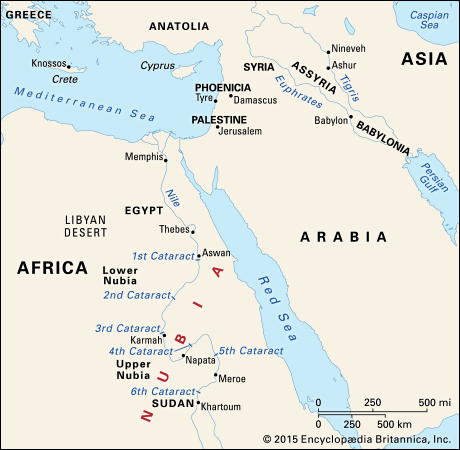 GREECE
ANATOLIA
Caspian
Sea
Nineveh
Ashur
ASIA
Knossos
Crete
Cyprus
SYRIA
ASSYRIA
Tigris
Euphrates
PHOENICIA
Tyre
Damascus
Mediterranean Sea
PALESTINE
Jerusalem
Babylon
BABYLONIA
Persian
Gulf
Memphis
Nile
EGYPT
LIBYAN
DESERT
Thebes
ARABIA
1st Cataract
Aswan
AFRICA
Lower
Nubia
2nd Cataract
Red Sea
NUBIA
3rd Cataract
Karmah
4th Cataract
5th Cataract
Napata
Upper
Nubia
Meroe
6th Cataract
SUDAN
Khartoum
0 250 500 mi
0 250 500 km
© 2015 Encyclopædia Britannica, Inc.